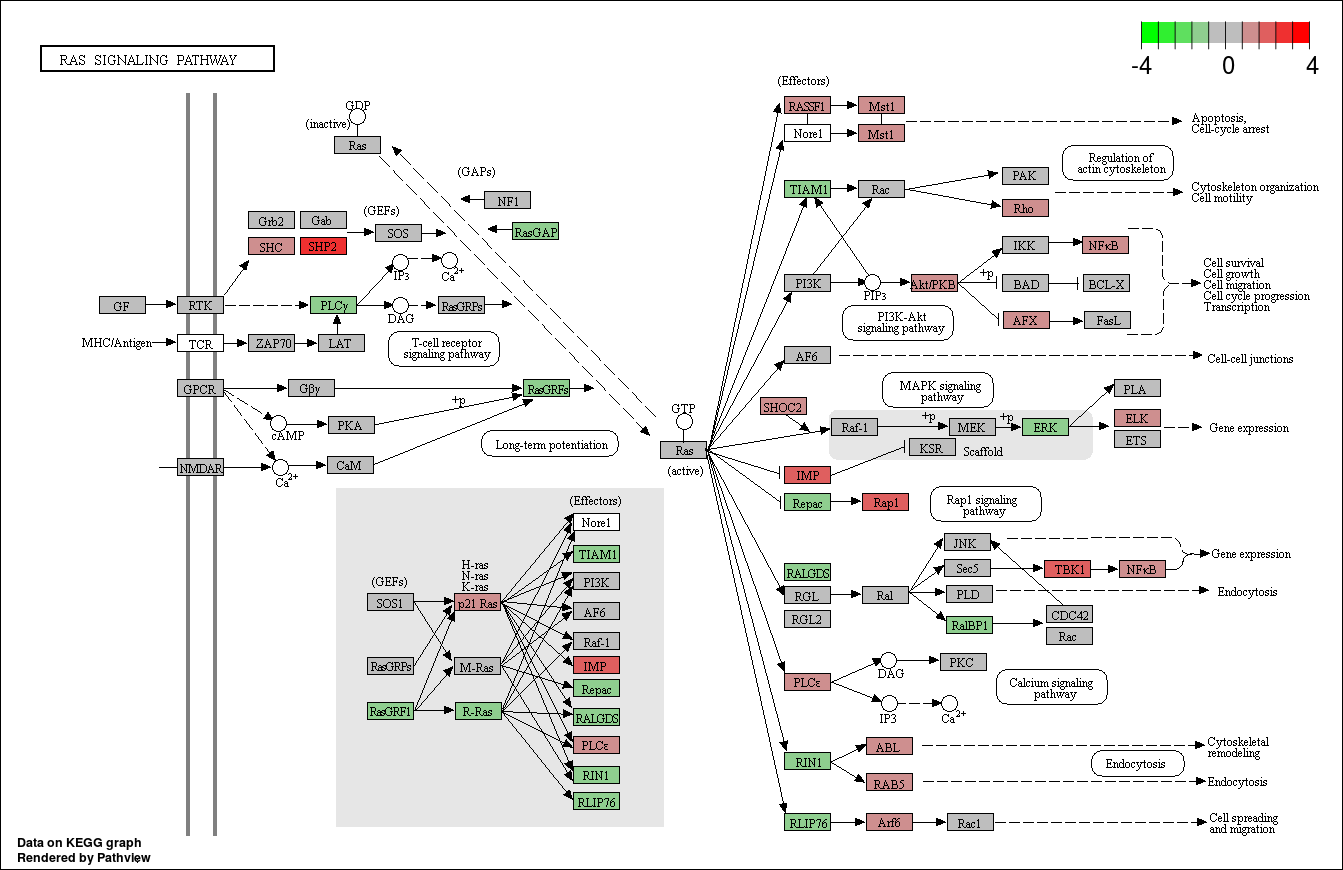 -4 0 4
RAS SIGNALING PATHWAY
GDP
(inactive)
Ras
(GAPs)
NF1
RasGAP
Grb2
Gab
(GEFs)
SHC
SHP2
SOS
IP3
Ca2+
GF
RTK
PLCγ
DAG
RasGRPs
MHC/Antigen
TCR
ZAP70
LAT
T-cell receptor
signaling pathway
GPCR
Gβγ
RasGRFs
+p
cAMP
PKA
Long-term potentiation
NMDAR
Ca2+
CaM
GTP
Ras
(active)
(Effectors)
RASSF1
Mst1
Nore1
Mst1
Apoptosis,
Cell-cycle arrest
Regulation of
actin cytoskeleton
TIAM1
Rac
PAK
Rho
Cytoskeleton organization
Cell motility
PI3K
PIP3
Akt/PKB
+p
IKK
NFκB
BAD
BCL-X
AFX
FasL
Cell survival
Cell growth
Cell migration
Cell cycle progression
Transcription
PI3K-Akt
signaling pathway
AF6
Cell-cell junctions
MAPK signaling
pathway
SHOC2
Raf-1
+p
MEK
+p
ERK
KSR
Scaffold
PLA
ELK
ETS
Gene expression
IMP
Repac
Rap1
Rap1 signaling
pathway
RALGDS
RGL
RGL2
Ral
JNK
Sec5
TBK1
NFκB
Gene expression
PLD
Endocytosis
RalBP1
CDC42
Rac
PLCε
DAG
PKC
IP3
Ca2+
Calcium signaling
pathway
RIN1
ABL
Cytoskeletal
remodeling
RAB5
Endocytosis
Endocytosis
RLIP76
Arf6
Rac1
Cell spreading
and migration
(Effectors)
Nore1
TIAM1
PI3K
AF6
Raf-1
IMP
Repac
RALGDS
PLCε
RIN1
RLIP76
(GEFs)
SOS1
RasGRPs
RasGRF1
H-ras
N-ras
K-ras
p21 Ras
M-Ras
R-Ras
Data on KEGG graph
Rendered by Pathview